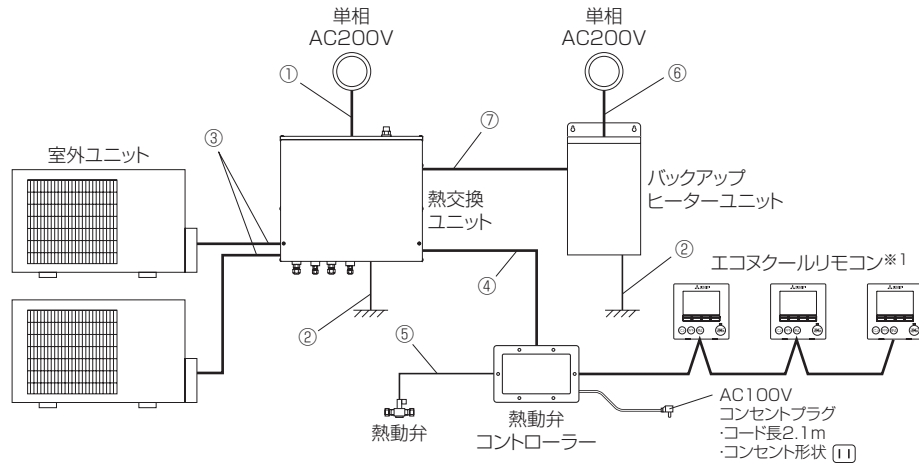 単相
AC200V
単相
AC200V
①
⑥
③
⑦
室外ユニット
熱交換
ユニット
バックアップ
ヒーターユニット
④
②
②
エコヌクールリモコン※1
⑤
熱動弁
熱動弁
コントローラー
AC100V
コンセントプラグ
・コード長2.1m
・コンセント形状